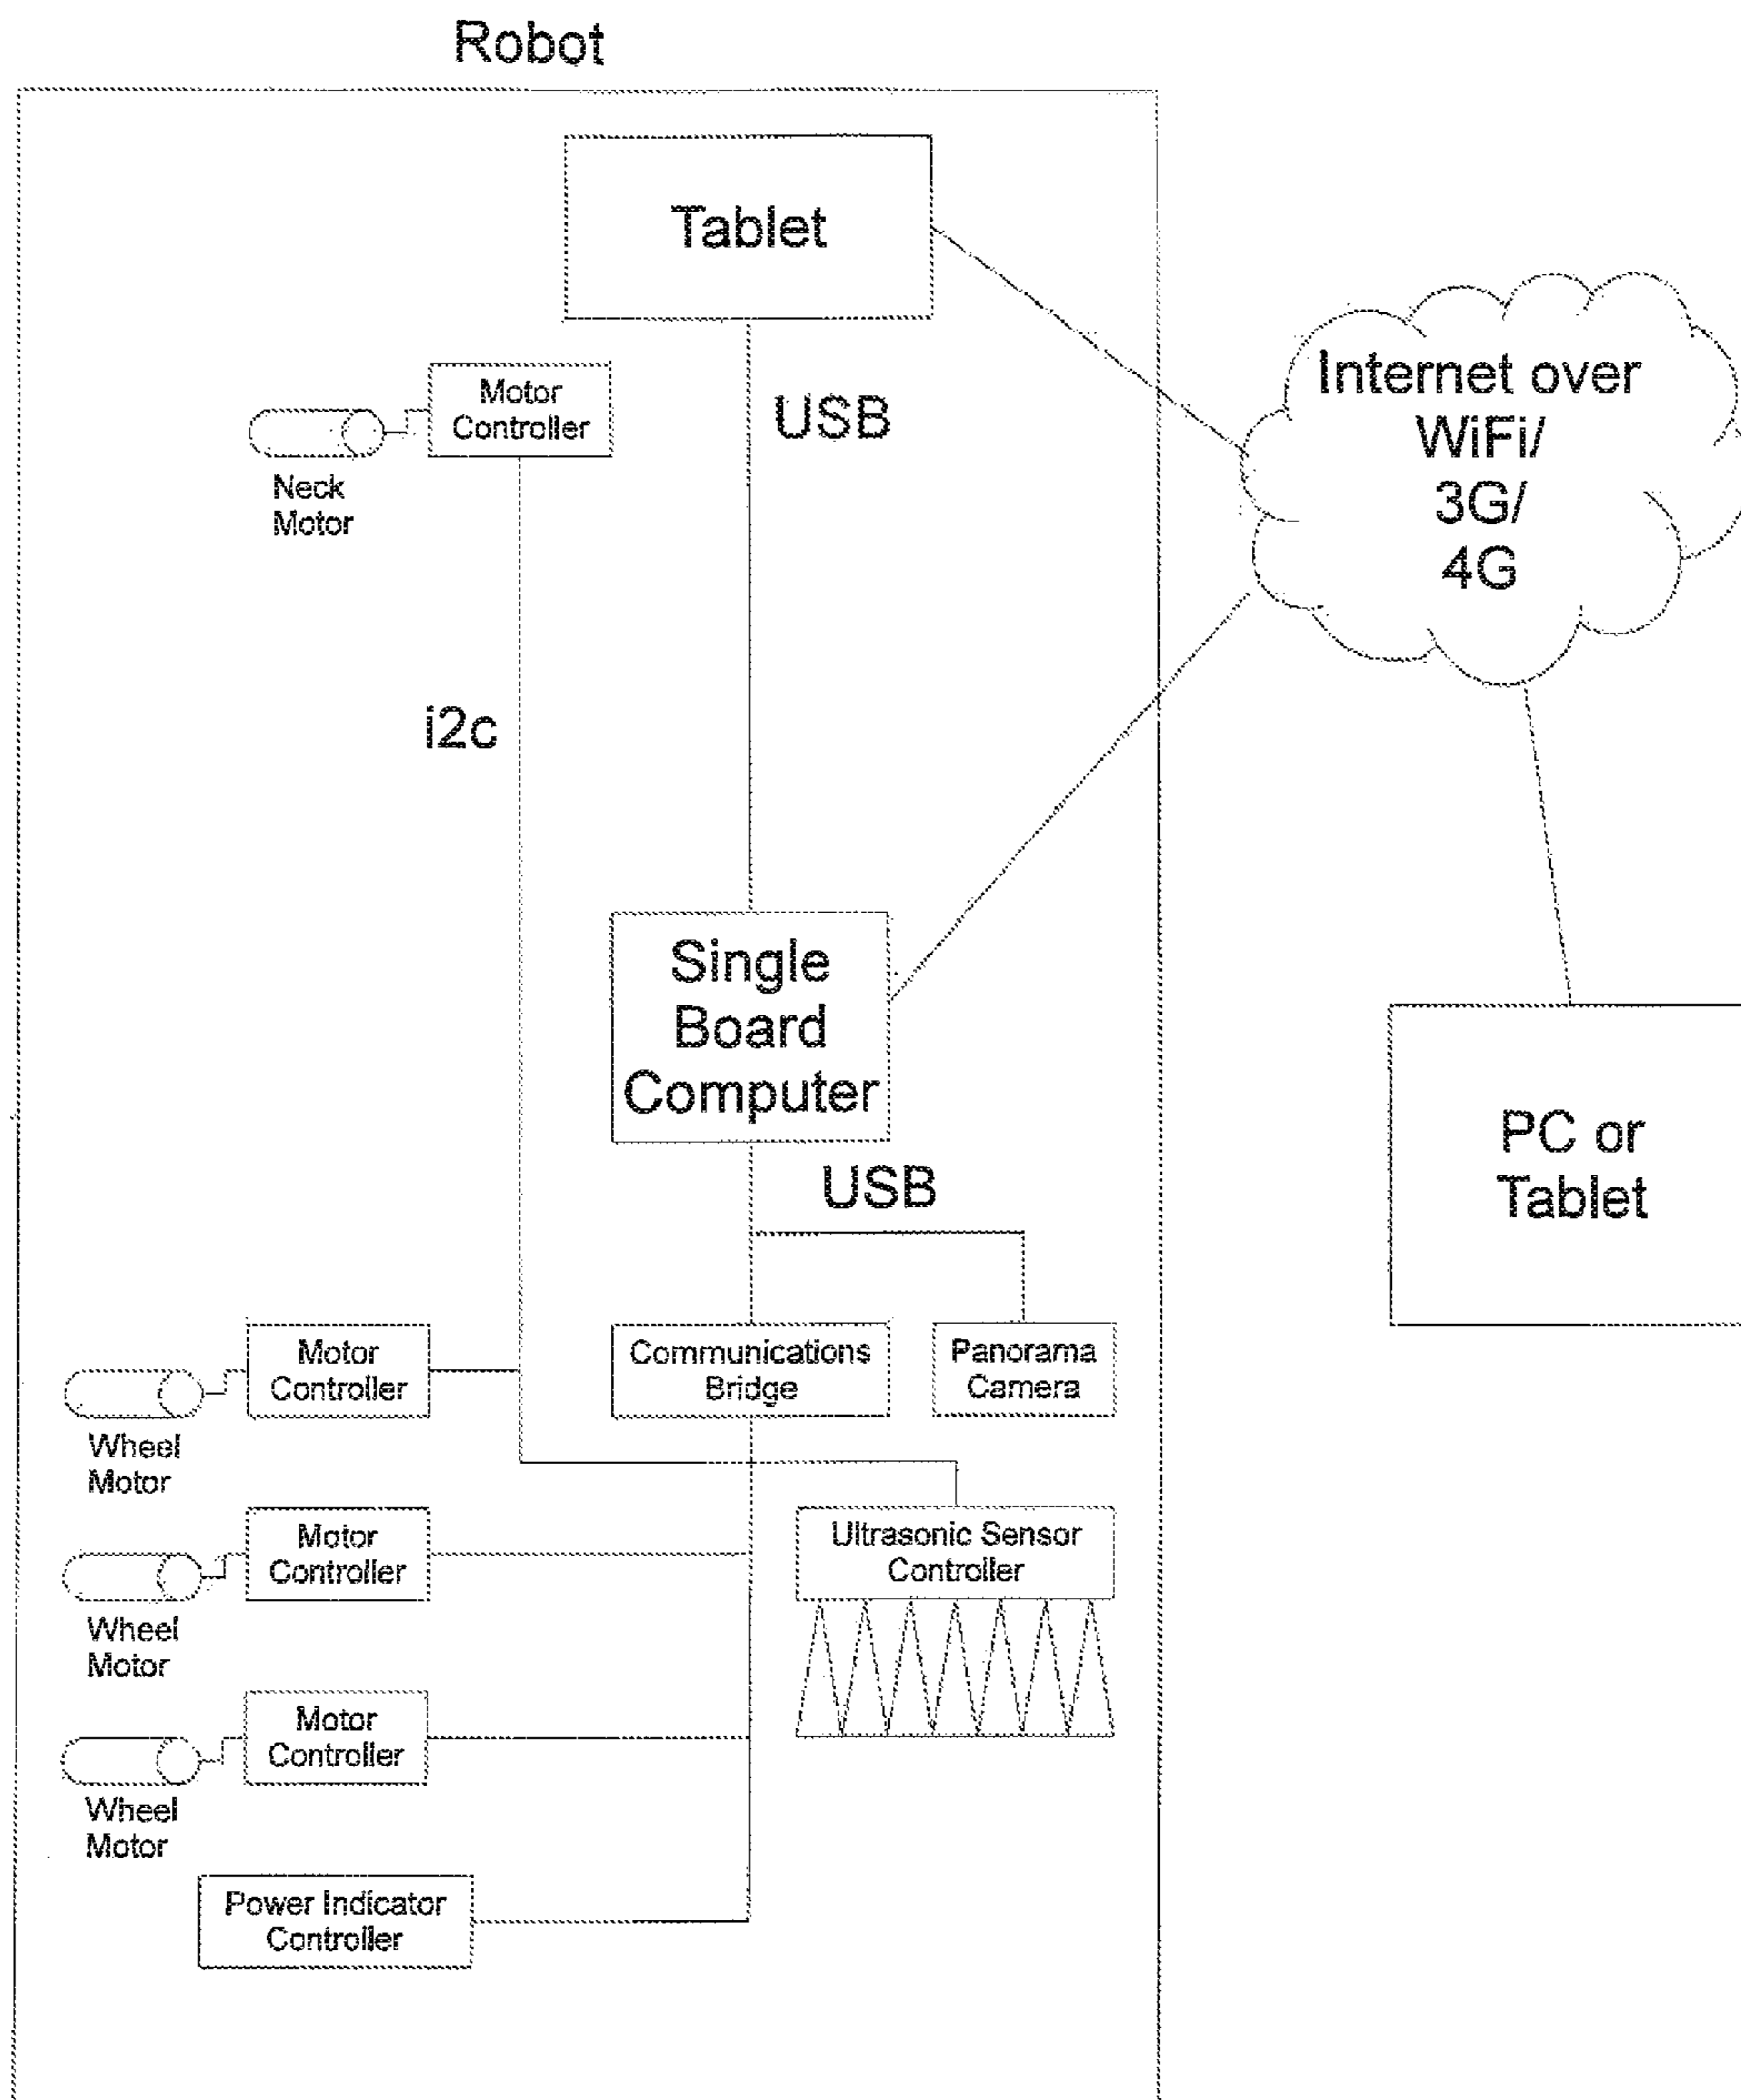 Robot
Tablet
Motor
Controller
USB
Neck
Motor
Internet over
WiFi/
3G/
4G
i2c
Single
Board
Computer
USB
PC or
Tablet
Motor
Controller
Communications
Bridge
Panorama
Camera
Wheel
Motor
Motor
Controller
Ultrasonic Sensor
Controller
Wheel
Motor
Motor
Controller
Wheel
Motor
Power Indicator
Controller